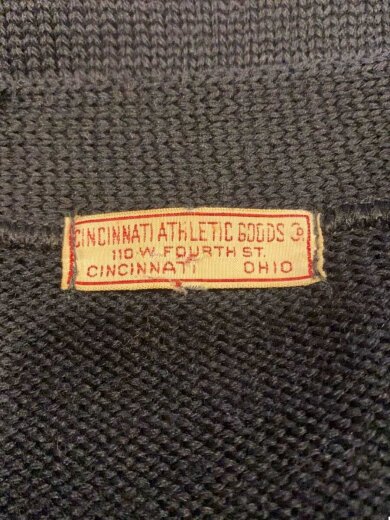 CINCINNATI ATHLETIC GOODS Co.
110 W. FOURTH ST.
CINCINNATI OHIO